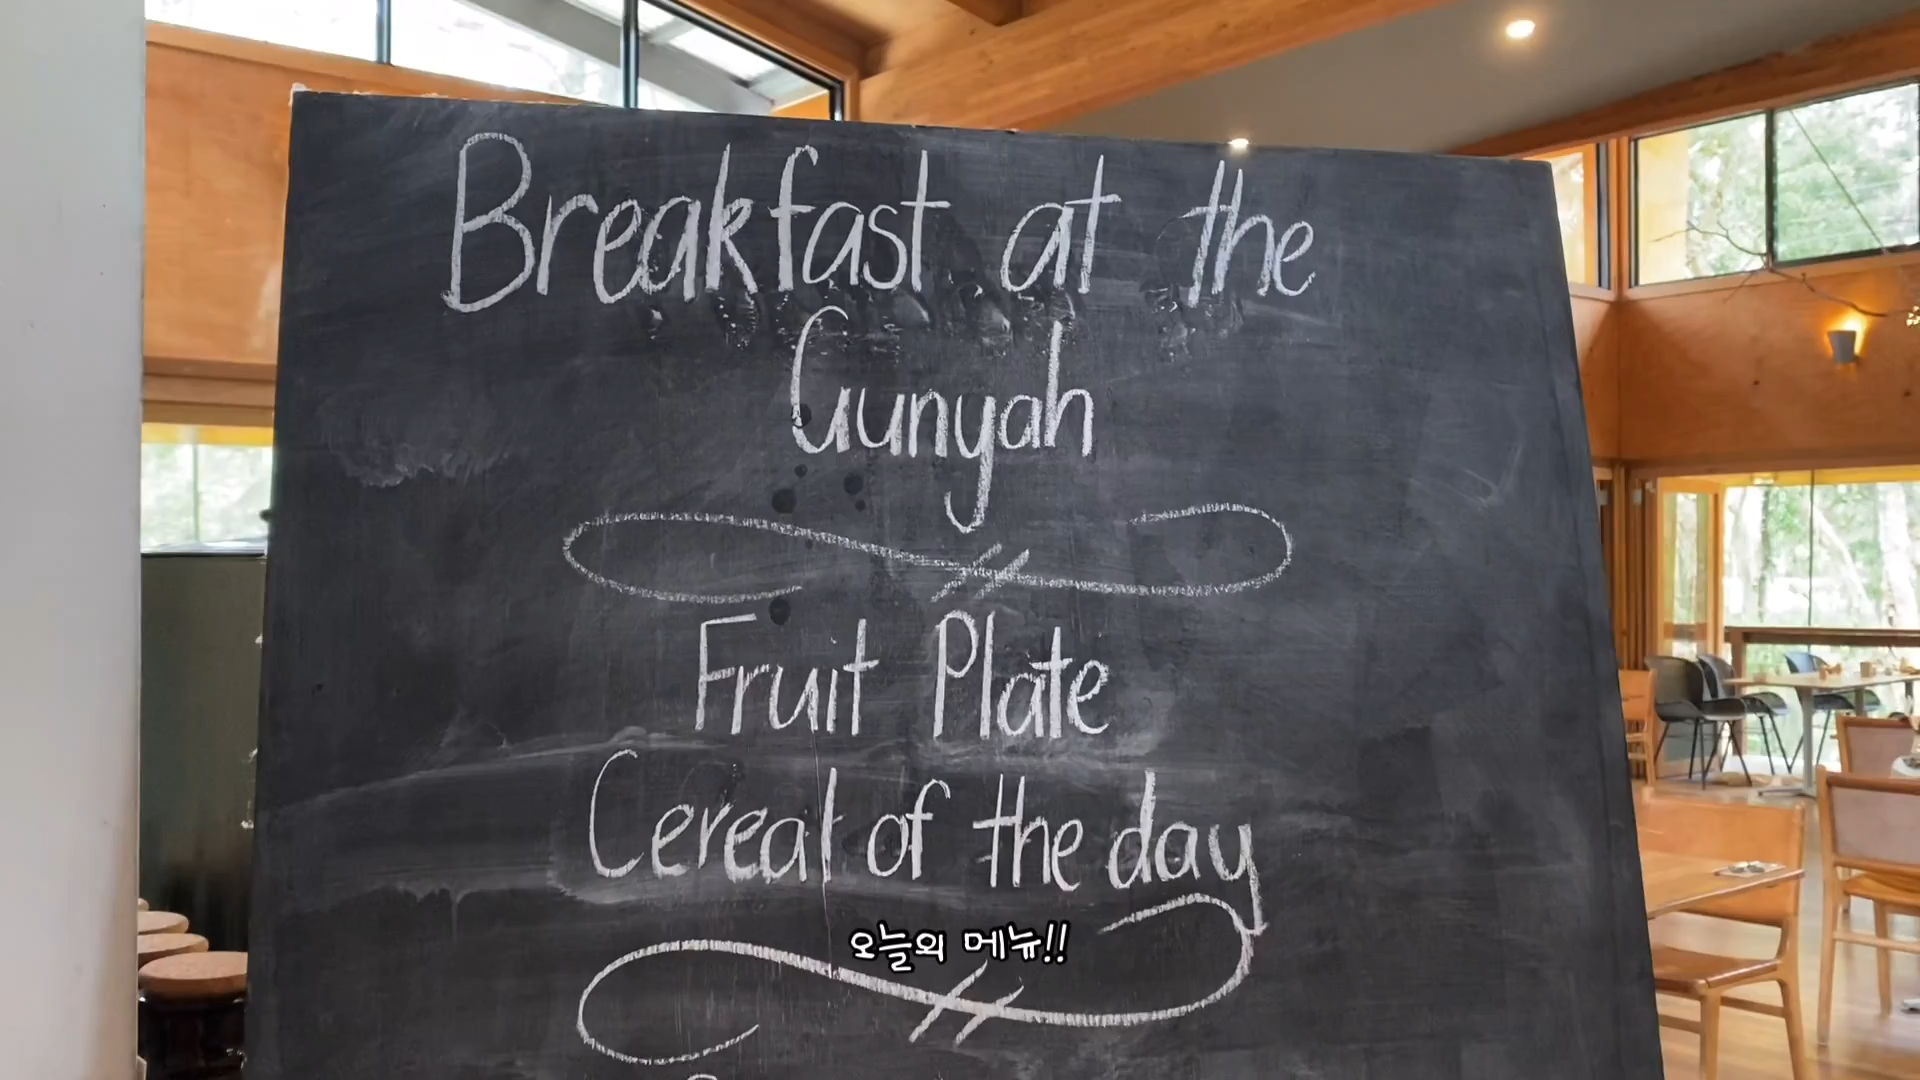 Breakfast at the
Gunyah
Fruit Plate
Cereal of the day
오늘의 메뉴!!